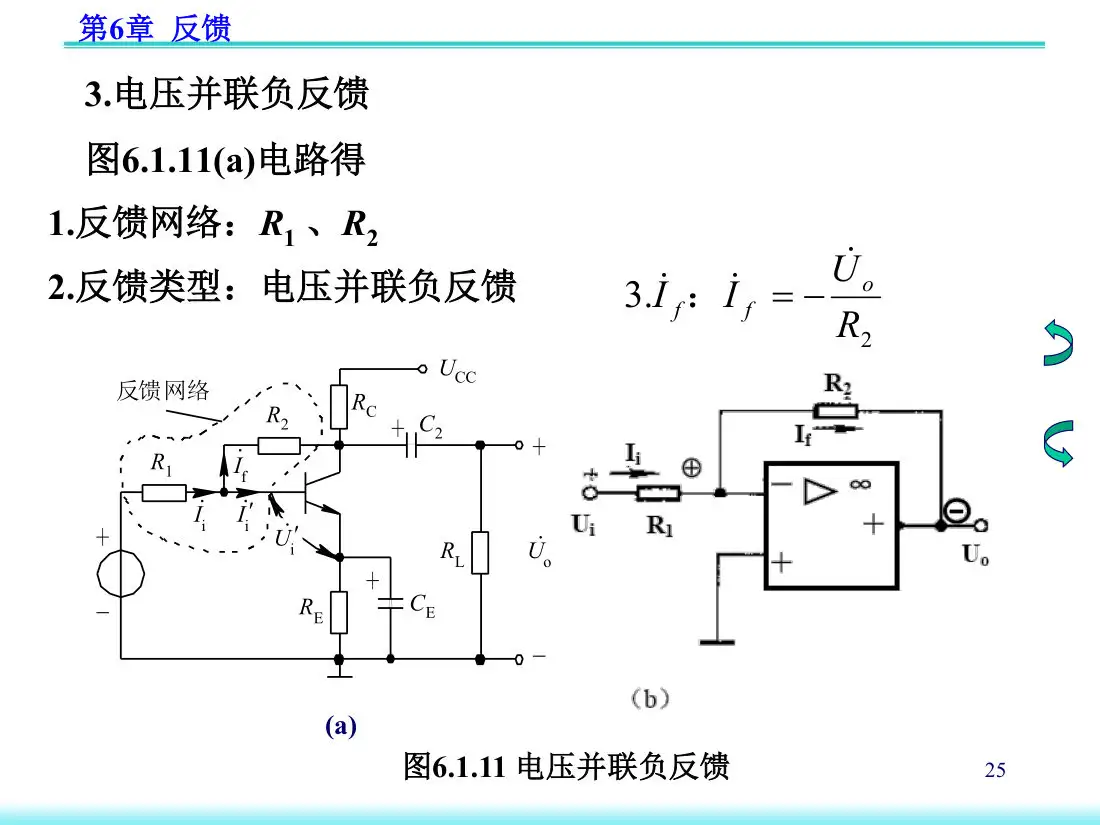 第6章 反馈
3.电压并联负反馈
图6.1.11(a)电路得
1.反馈网络：R1 、R2
2.反馈类型：电压并联负反馈
3.İf：İf = −U̇o/R2
反馈网络
UCC
RC
R2
+ C2
+
R1
İf
İi
İi′
U̇i′
+
−
RL
U̇o
RE
+
CE
−
(a)
R2
If
Ii
+
⊕
R1
Ui
−
▷ ∞
+
+
⊖
Uo
(b)
图6.1.11 电压并联负反馈
25